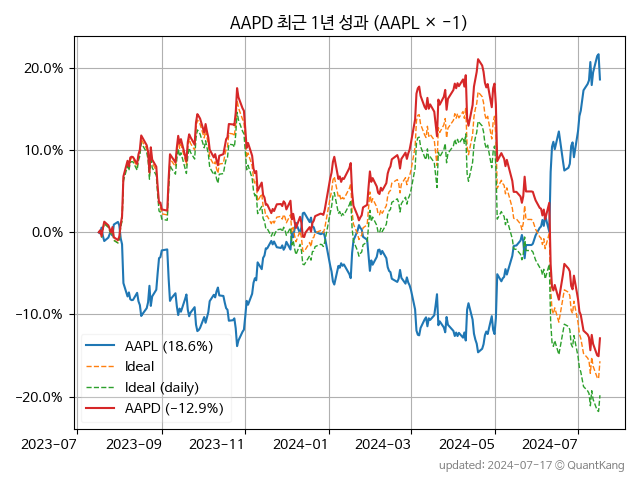 AAPD 최근 1년 성과 (AAPL × −1)
20.0%
10.0%
0.0%
−10.0%
−20.0%
AAPL (18.6%)
Ideal
Ideal (daily)
AAPD (−12.9%)
2023-07 2023-09 2023-11 2024-01 2024-03 2024-05 2024-07
updated: 2024-07-17 © QuantKang